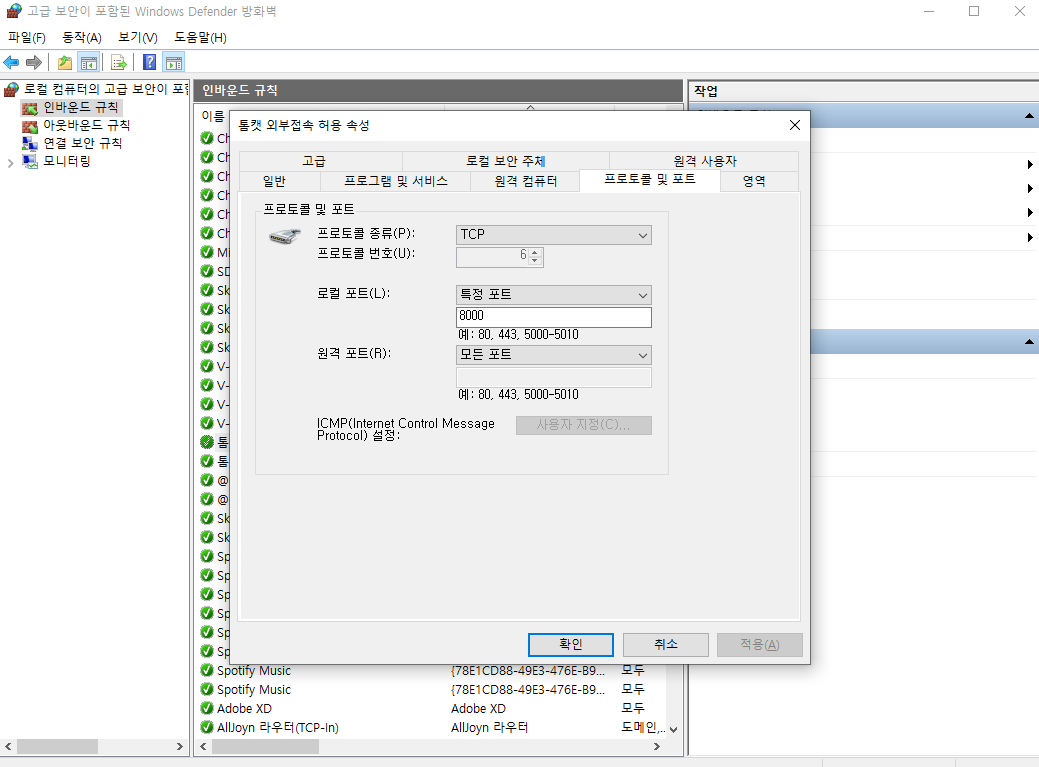 고급 보안이 포함된 Windows Defender 방화벽
파일(F) 동작(A) 보기(V) 도움말(H)
로컬 컴퓨터의 고급 보안이 포함
인바운드 규칙
아웃바운드 규칙
연결 보안 규칙
모니터링
인바운드 규칙
이름
톰캣 외부접속 허용 속성
고급 로컬 보안 주체 원격 사용자
일반 프로그램 및 서비스 원격 컴퓨터 프로토콜 및 포트 영역
프로토콜 및 포트
프로토콜 종류(P): TCP
프로토콜 번호(U): 6
로컬 포트(L): 특정 포트
8000
예: 80, 443, 5000-5010
원격 포트(R): 모든 포트
예: 80, 443, 5000-5010
ICMP(Internet Control Message
Protocol) 설정: 사용자 지정(C)...
확인 취소 적용(A)
Ch
Ch
Ch
Ch
Ch
Ch
Mi
SD
Sk
Sk
Sk
Sk
V-
V-
V-
V-
톰
톰
@
@
Sk
Sk
Sp
Sp
Sp
Sp
Sp
Sp
Spotify Music {78E1CD88-49E3-476E-B9... 모두
Spotify Music {78E1CD88-49E3-476E-B9... 모두
Adobe XD Adobe XD 모두
AllJoyn 라우터(TCP-In) AllJoyn 라우터 도메인,...
작업